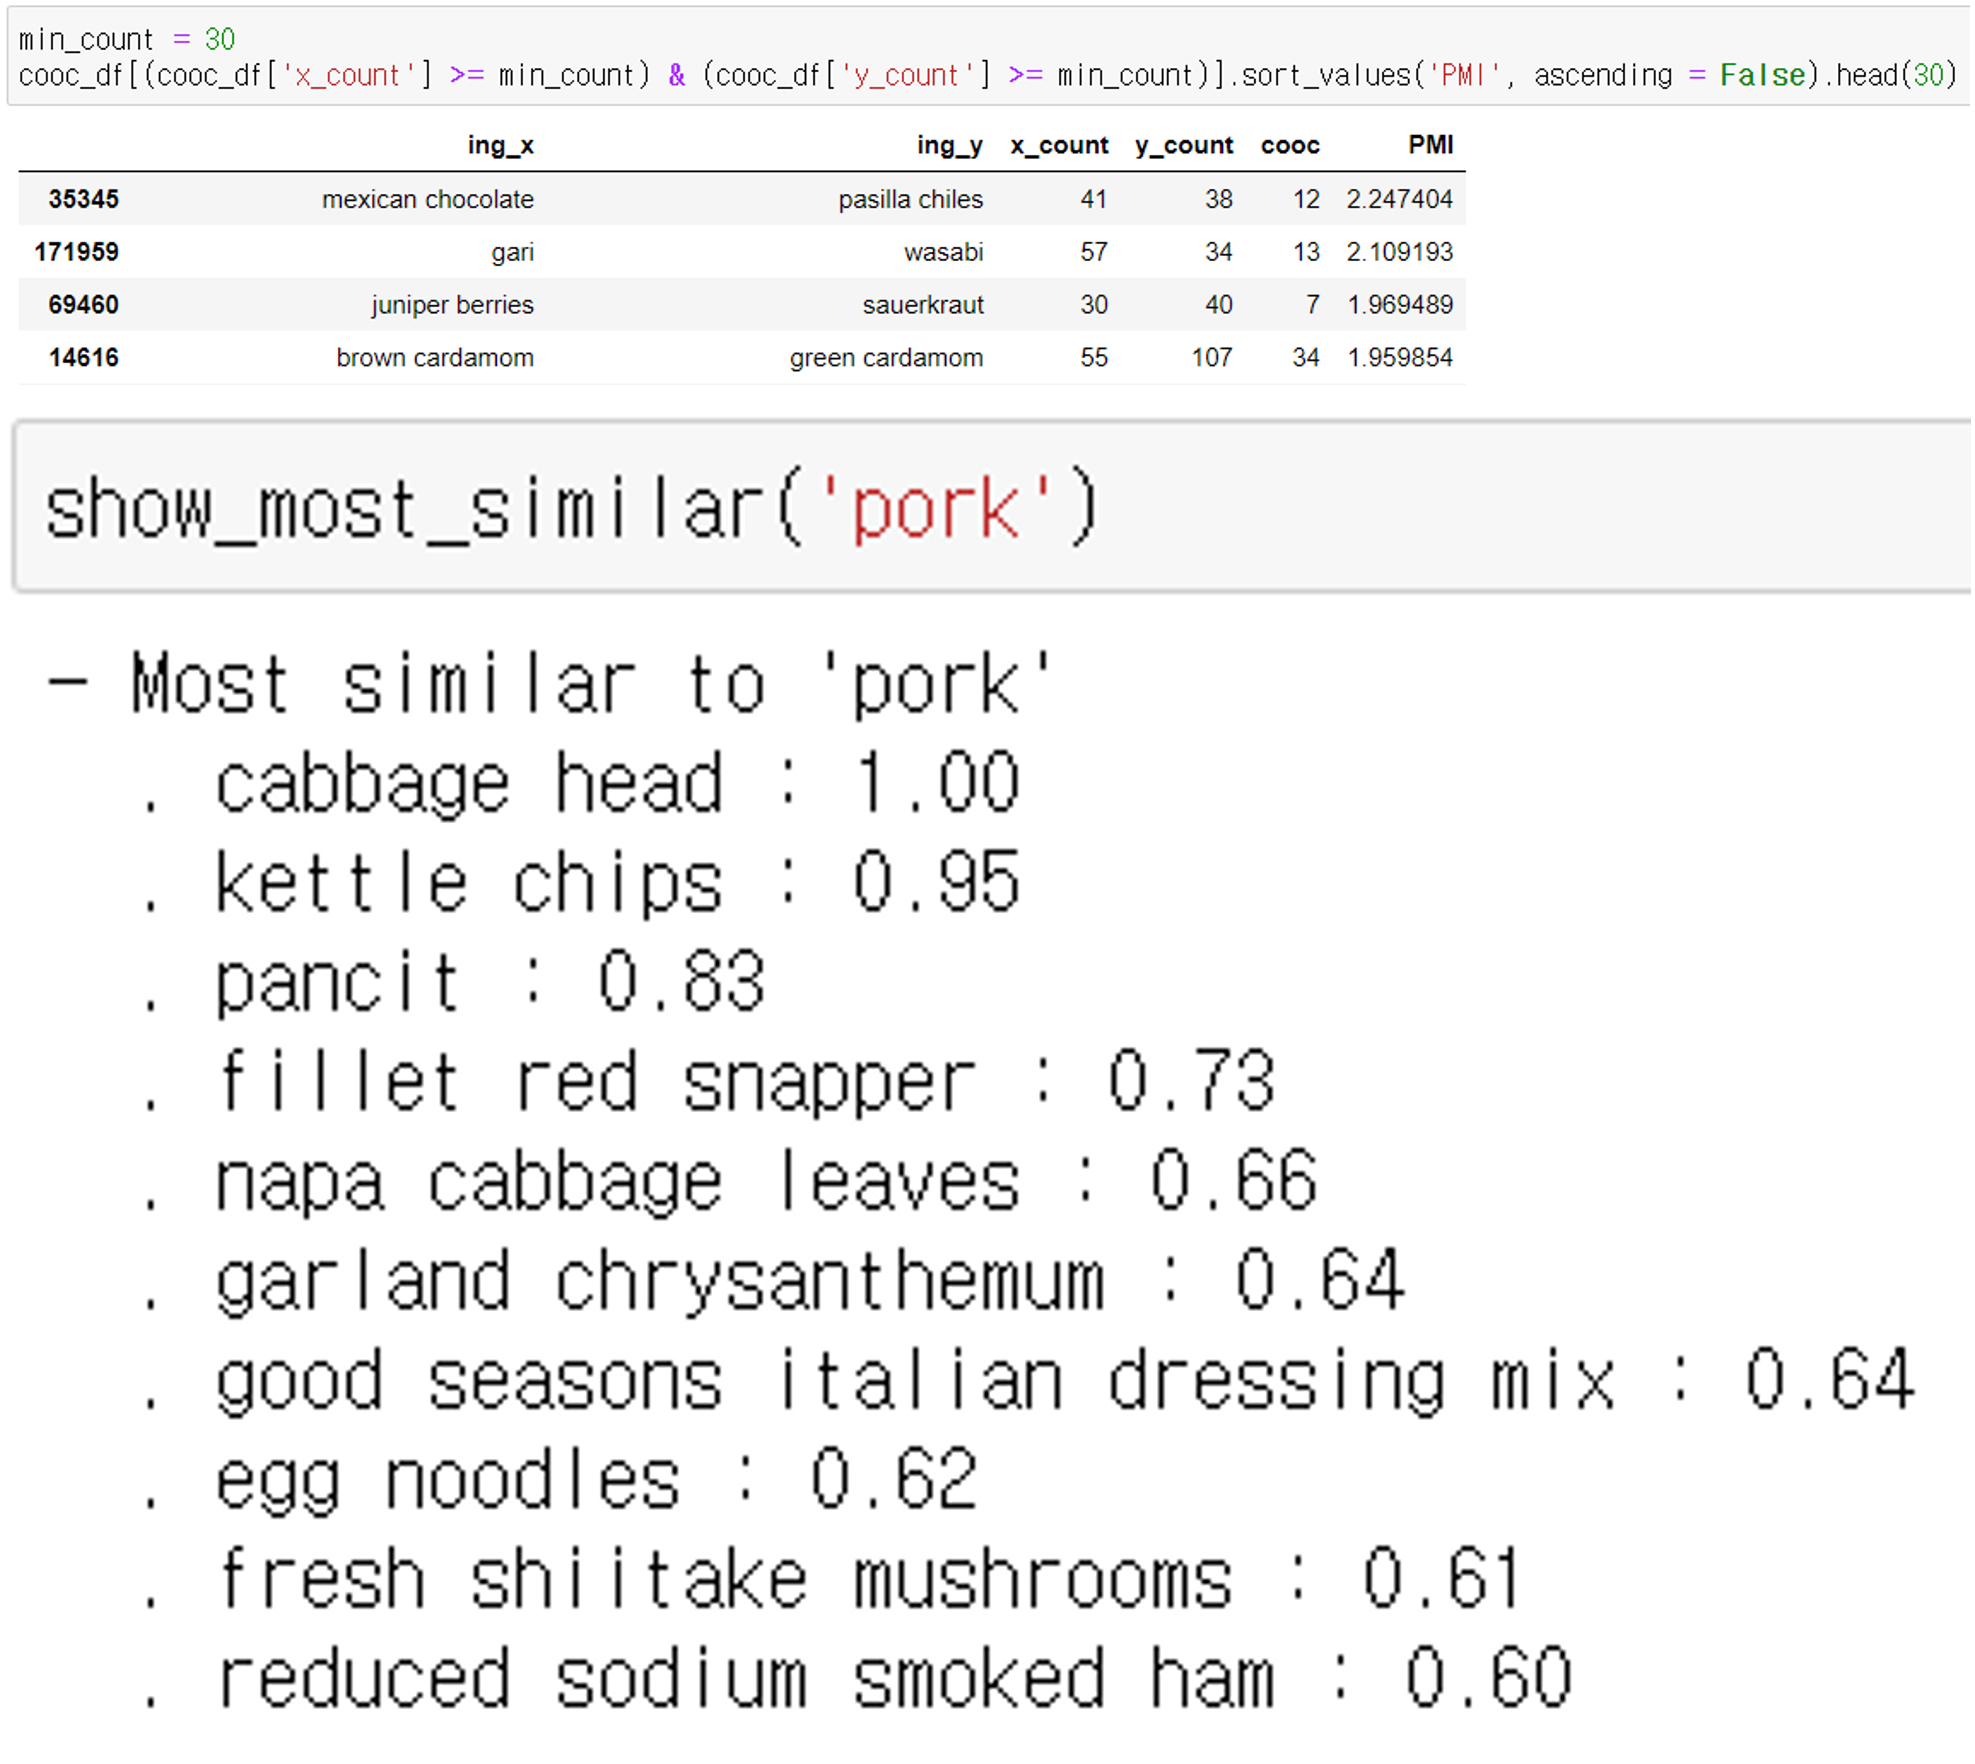 min_count = 30
cooc_df[(cooc_df['x_count'] >= min_count) & (cooc_df['y_count'] >= min_count)].sort_values('PMI', ascending = False).head(30)
ing_x ing_y x_count y_count cooc PMI
35345 mexican chocolate pasilla chiles 41 38 12 2.247404
171959 gari wasabi 57 34 13 2.109193
69460 juniper berries sauerkraut 30 40 7 1.969489
14616 brown cardamom green cardamom 55 107 34 1.959854
show_most_similar('pork')
- Most similar to 'pork'
. cabbage head : 1.00
. kettle chips : 0.95
. pancit : 0.83
. fillet red snapper : 0.73
. napa cabbage leaves : 0.66
. garland chrysanthemum : 0.64
. good seasons italian dressing mix : 0.64
. egg noodles : 0.62
. fresh shiitake mushrooms : 0.61
. reduced sodium smoked ham : 0.60